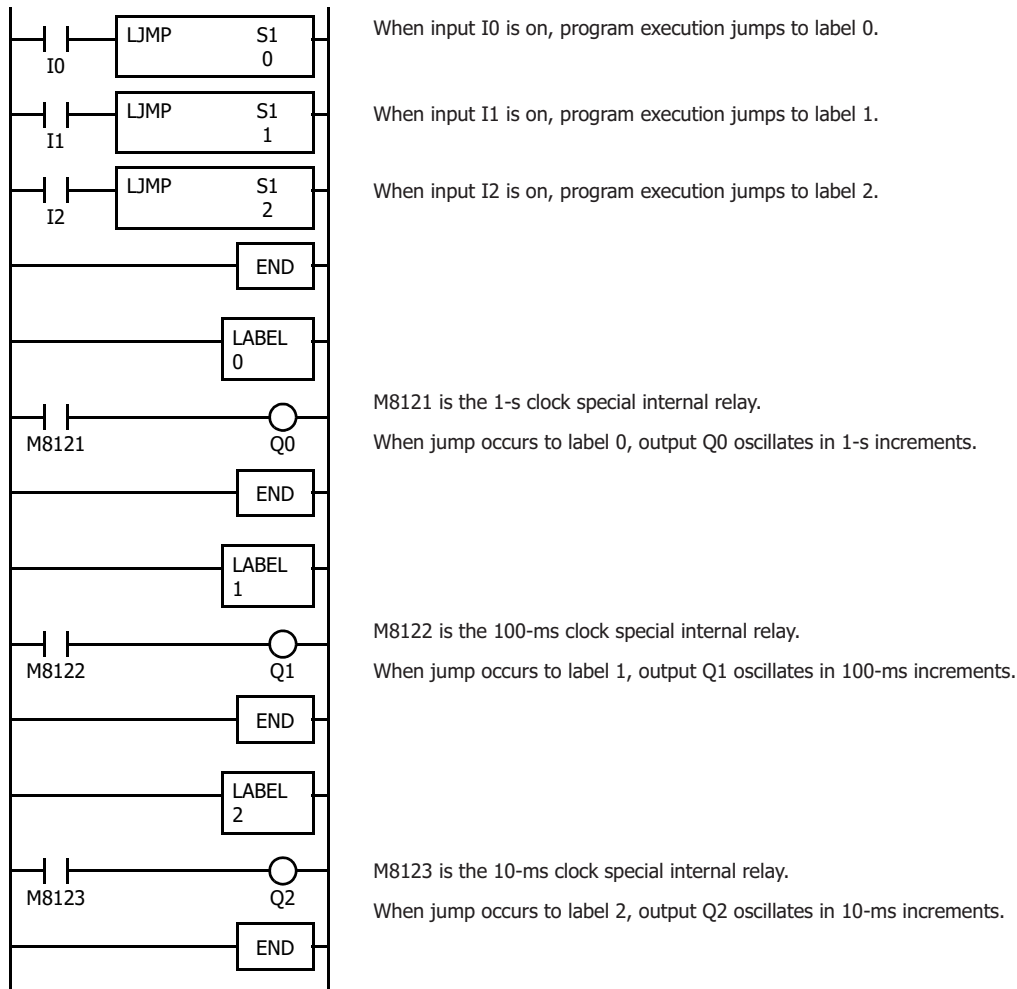 LJMP S1
0
I0
When input I0 is on, program execution jumps to label 0.
LJMP S1
1
I1
When input I1 is on, program execution jumps to label 1.
LJMP S1
2
I2
When input I2 is on, program execution jumps to label 2.
END
LABEL
0
M8121 is the 1-s clock special internal relay.
M8121 Q0
When jump occurs to label 0, output Q0 oscillates in 1-s increments.
END
LABEL
1
M8122 is the 100-ms clock special internal relay.
M8122 Q1
When jump occurs to label 1, output Q1 oscillates in 100-ms increments.
END
LABEL
2
M8123 is the 10-ms clock special internal relay.
M8123 Q2
When jump occurs to label 2, output Q2 oscillates in 10-ms increments.
END